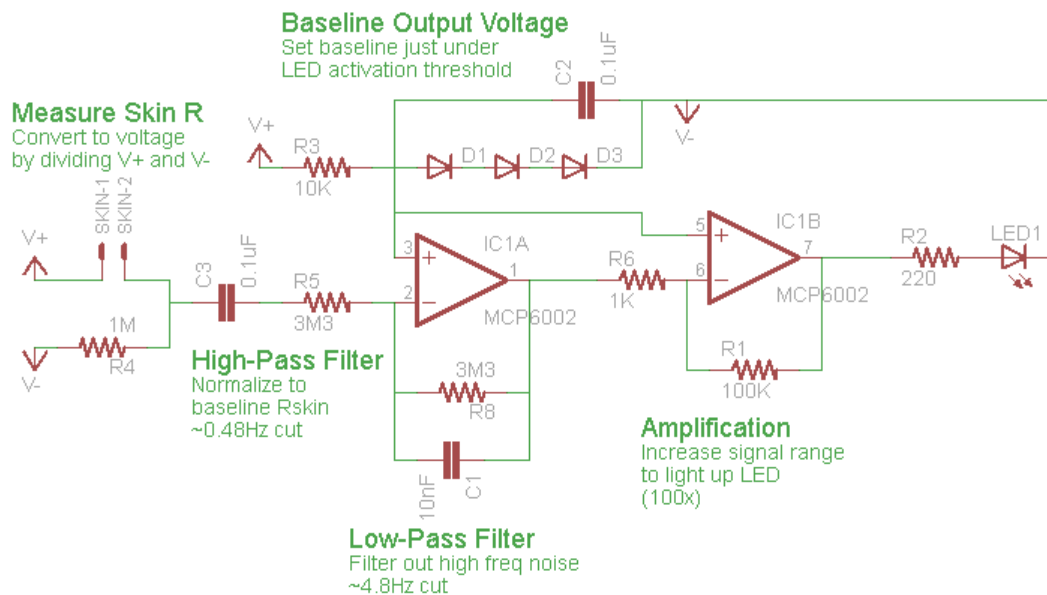 Baseline Output Voltage
Set baseline just under
LED activation threshold
C2
0.1uF
Measure Skin R
Convert to voltage
by dividing V+ and V-
V+
R3
10K
D1
D2
D3
V-
SKIN-1
SKIN-2
V+
V-
1M
R4
C3
0.1uF
R5
3M3
3
2
1
IC1A
MCP6002
R6
1K
5
6
7
IC1B
MCP6002
R2
220
LED1
High-Pass Filter
Normalize to
baseline Rskin
~0.48Hz cut
3M3
R8
10nF
C1
R1
100K
Amplification
Increase signal range
to light up LED
(100x)
Low-Pass Filter
Filter out high freq noise
~4.8Hz cut